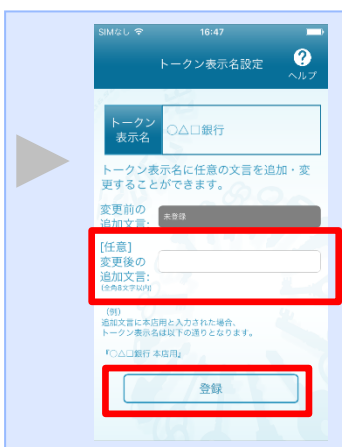 SIMなし 16:47
トークン表示名設定
?
ヘルプ
トークン
表示名
○△□銀行
トークン表示名に任意の文言を追加・変
更することができます。
変更前の
追加文言:
未登録
[任意]
変更後の
追加文言:
(全角8文字以内)
(例)
追加文言に本店用と入力された場合、
トークン表示名は以下の通りとなります。
『○△□銀行 本店用』
登録